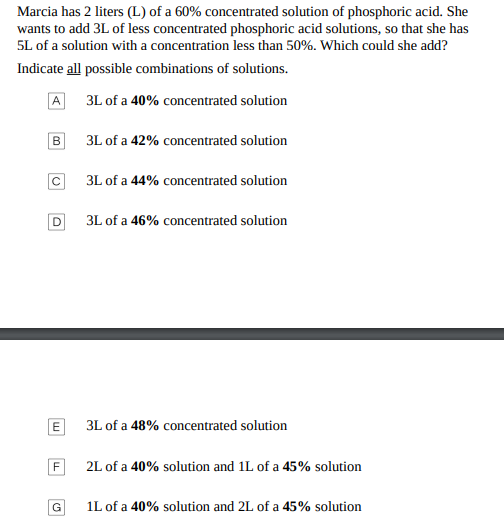 Marcia has 2 liters (L) of a 60% concentrated solution of phosphoric acid. She
wants to add 3L of less concentrated phosphoric acid solutions, so that she has
5L of a solution with a concentration less than 50%. Which could she add?
Indicate all possible combinations of solutions.
A 3L of a 40% concentrated solution
B 3L of a 42% concentrated solution
C 3L of a 44% concentrated solution
D 3L of a 46% concentrated solution
E 3L of a 48% concentrated solution
F 2L of a 40% solution and 1L of a 45% solution
G 1L of a 40% solution and 2L of a 45% solution